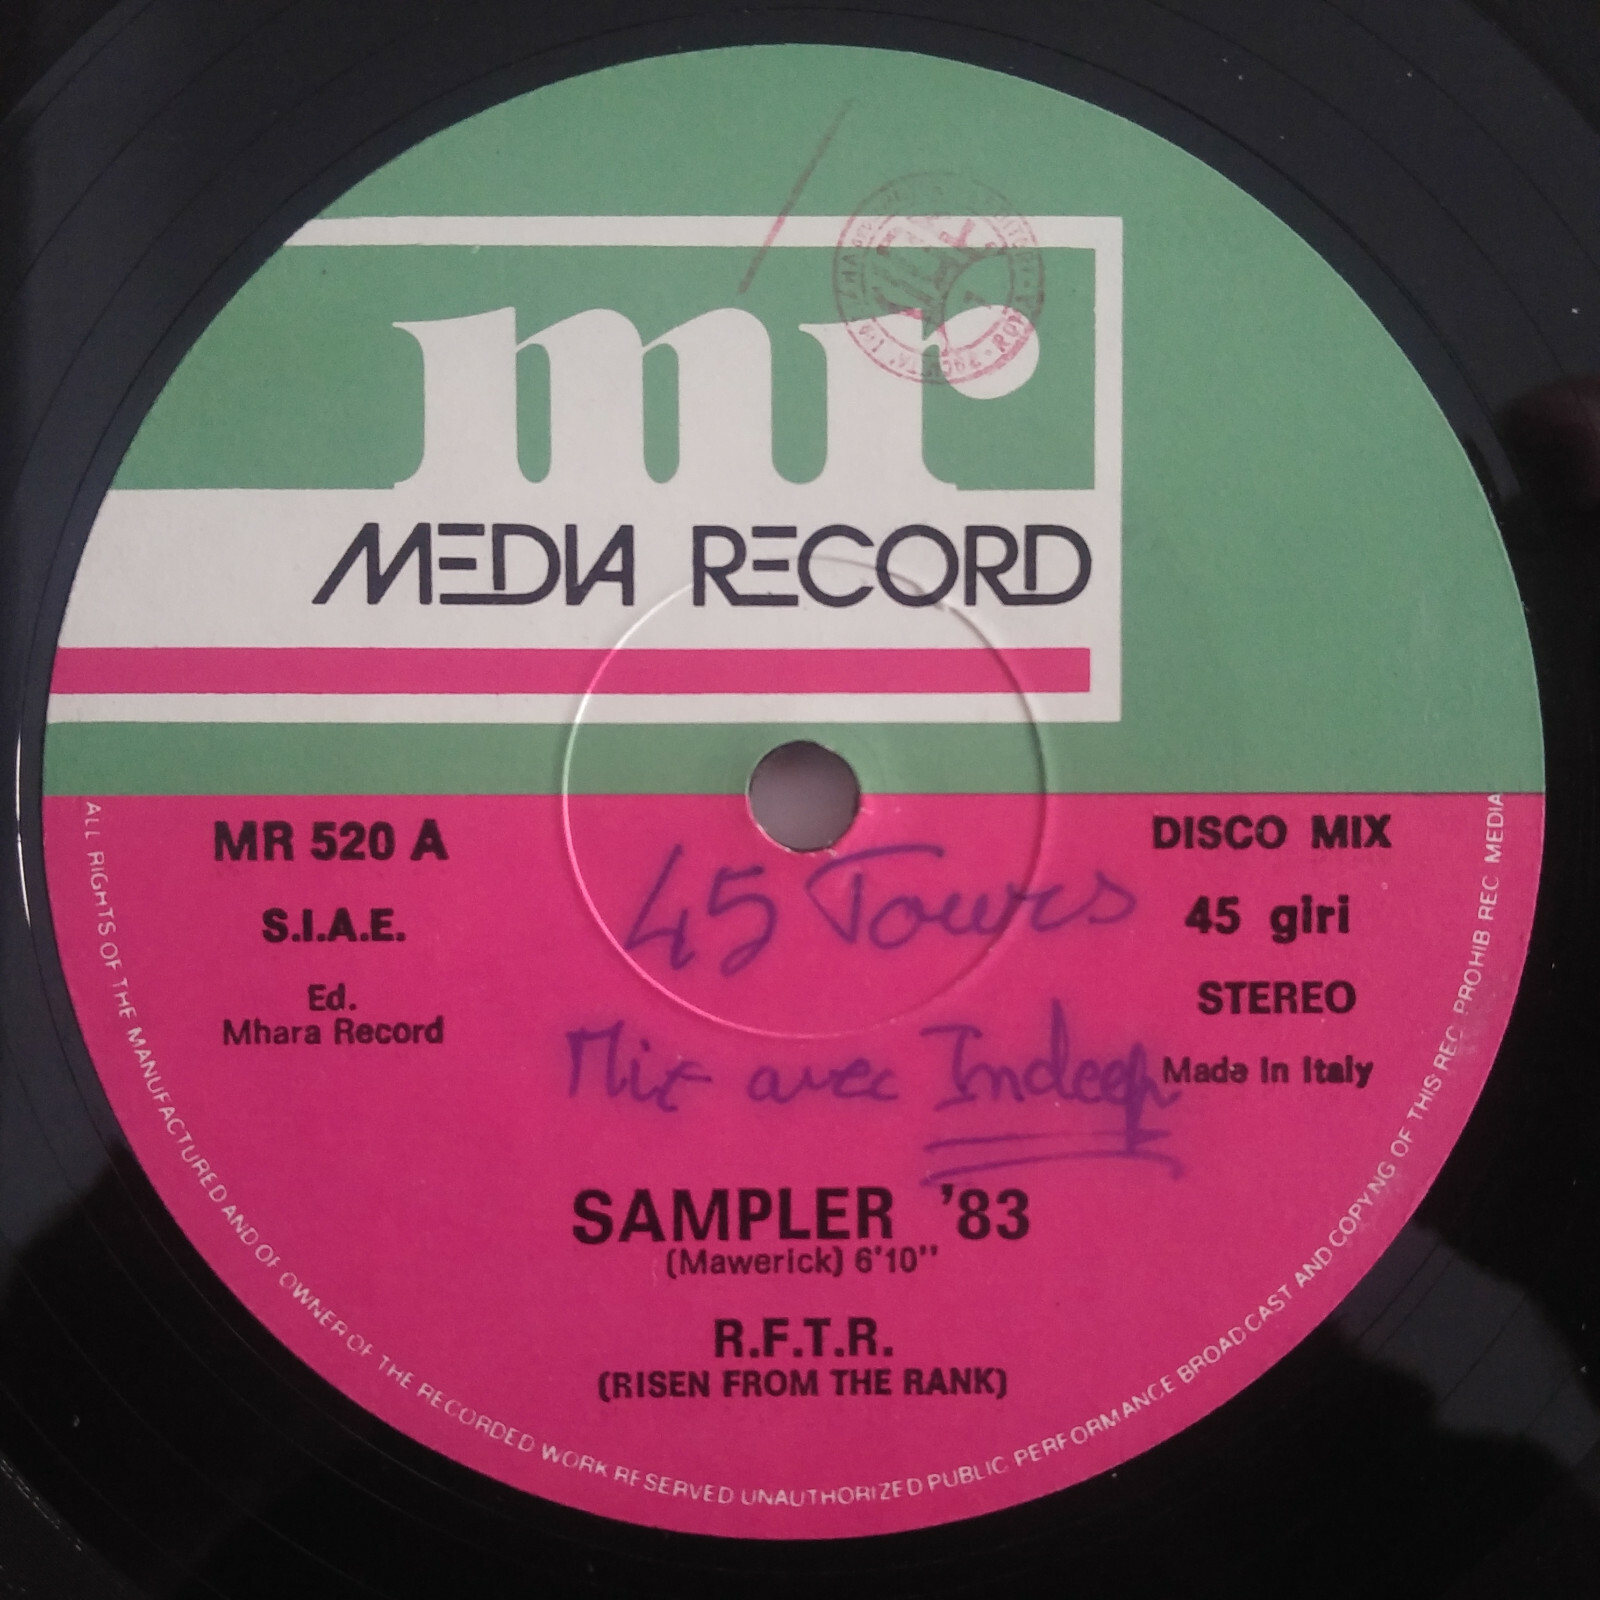 mr
MEDIA RECORD
MR 520 A
S.I.A.E.
Ed.
Mhara Record
DISCO MIX
45 giri
STEREO
Made in Italy
45 Tours
Mix avec Indeep
SAMPLER '83
(Mawerick) 6'10"
R.F.T.R.
(RISEN FROM THE RANK)
ALL RIGHTS OF THE MANUFACTURED AND OF OWNER OF THE RECORDED WORK RESERVED UNAUTHORIZED PUBLIC PERFORMANCE BROADCAST AND COPYING OF THIS REC PROHIB REC MEDIA